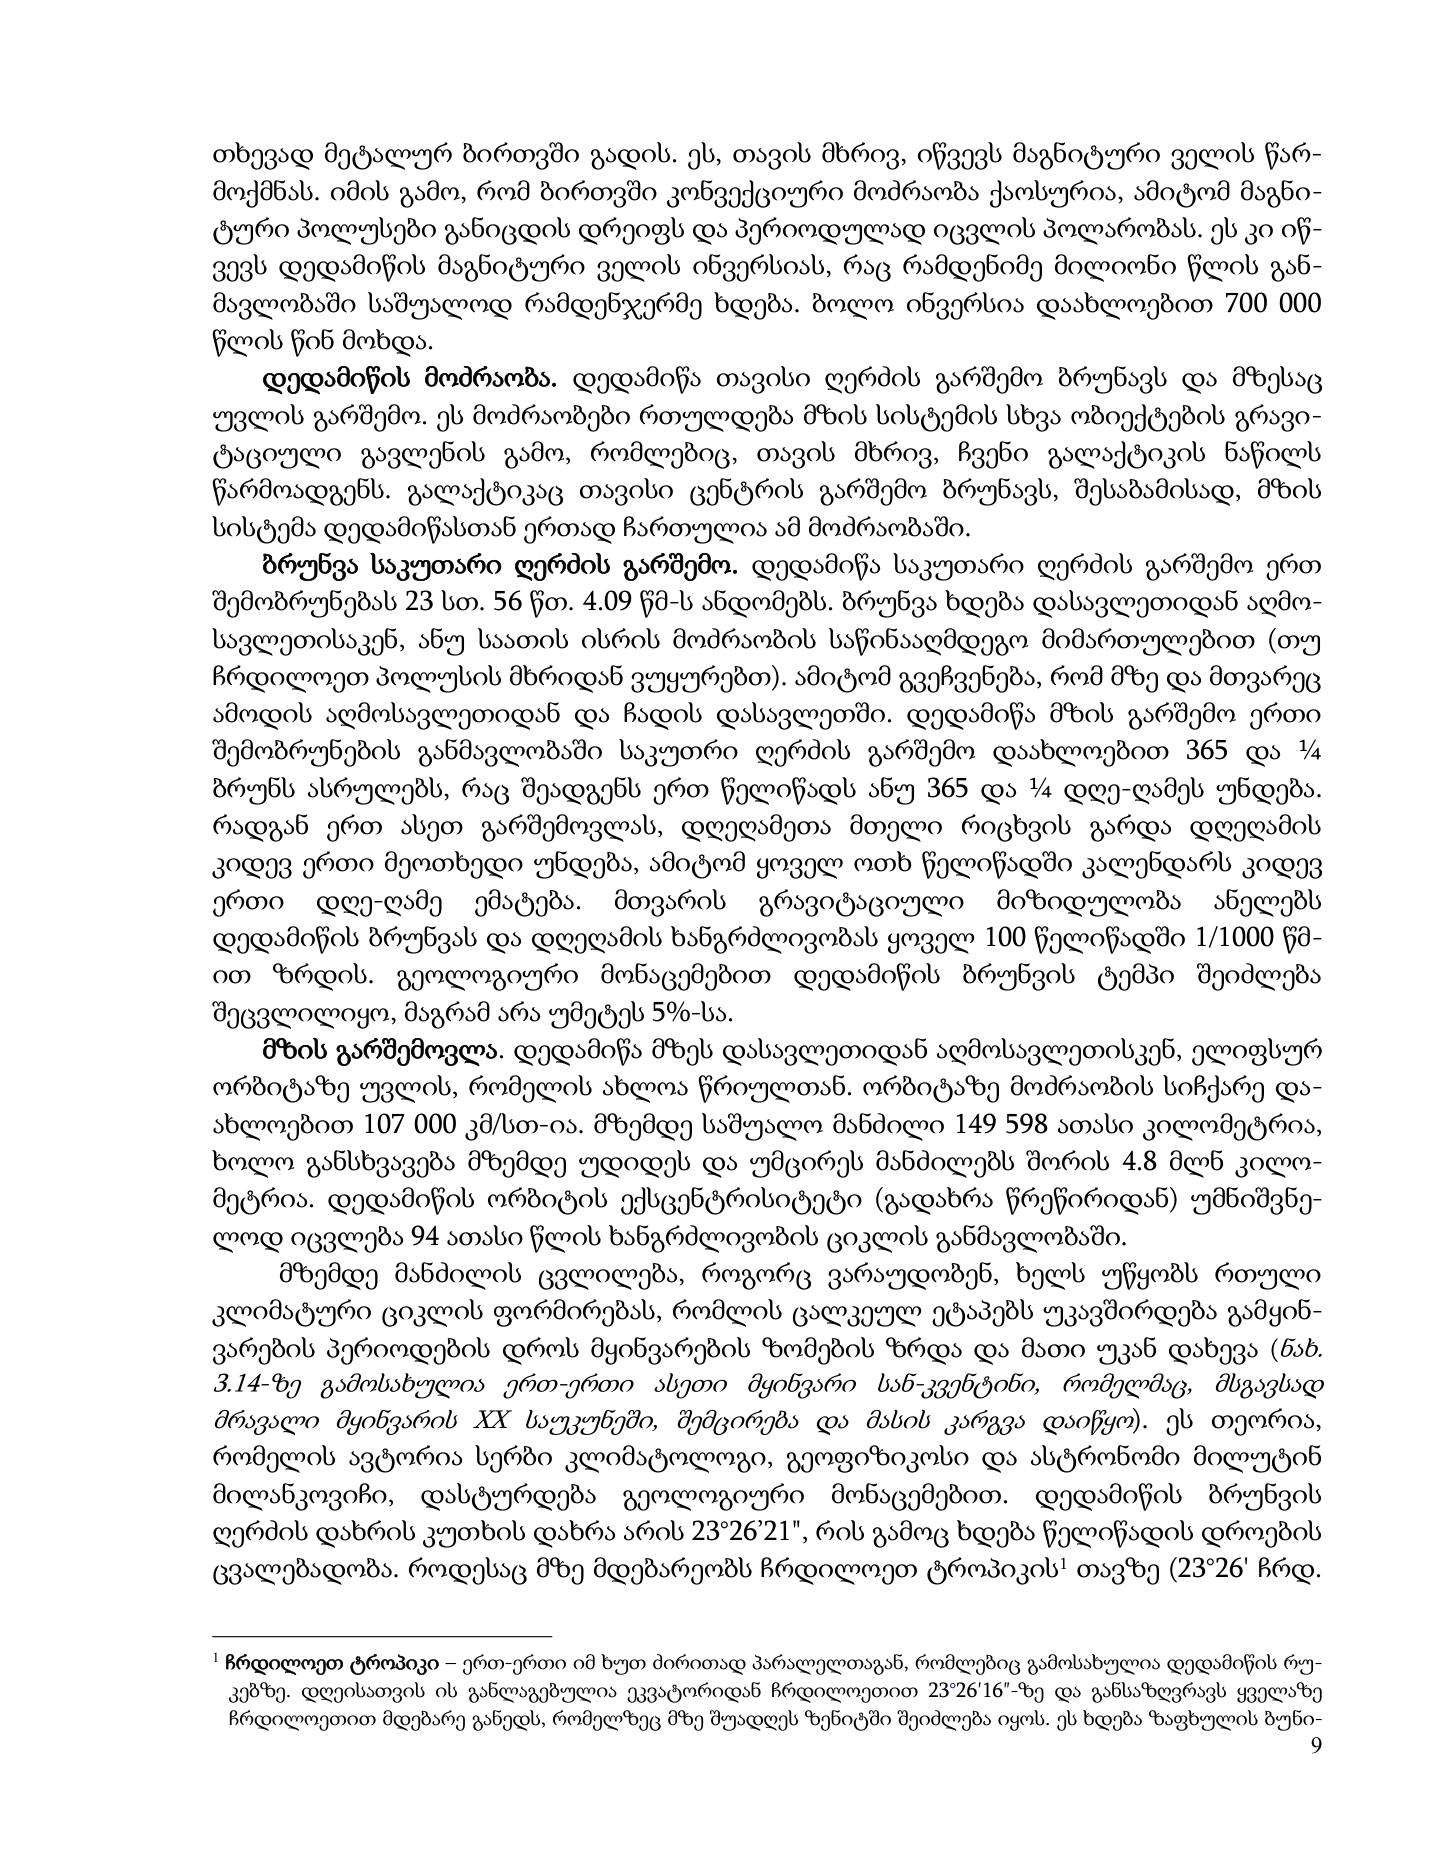 თხევად მეტალურ ბირთვში გადის. ეს, თავის მხრივ, იწვევს მაგნიტური ველის წარ-
მოქმნას. იმის გამო, რომ ბირთვში კონვექციური მოძრაობა ქაოსურია, ამიტომ მაგნი-
ტური პოლუსები განიცდის დრეიფს და პერიოდულად იცვლის პოლარობას. ეს კი იწ-
ვევს დედამიწის მაგნიტური ველის ინვერსიას, რაც რამდენიმე მილიონი წლის გან-
მავლობაში საშუალოდ რამდენჯერმე ხდება. ბოლო ინვერსია დაახლოებით 700 000
წლის წინ მოხდა.
დედამიწის მოძრაობა. დედამიწა თავისი ღერძის გარშემო ბრუნავს და მზესაც
უვლის გარშემო. ეს მოძრაობები რთულდება მზის სისტემის სხვა ობიექტების გრავი-
ტაციული გავლენის გამო, რომლებიც, თავის მხრივ, ჩვენი გალაქტიკის ნაწილს
წარმოადგენს. გალაქტიკაც თავისი ცენტრის გარშემო ბრუნავს, შესაბამისად, მზის
სისტემა დედამიწასთან ერთად ჩართულია ამ მოძრაობაში.
ბრუნვა საკუთარი ღერძის გარშემო. დედამიწა საკუთარი ღერძის გარშემო ერთ
შემობრუნებას 23 სთ. 56 წთ. 4.09 წმ-ს ანდომებს. ბრუნვა ხდება დასავლეთიდან აღმო-
სავლეთისაკენ, ანუ საათის ისრის მოძრაობის საწინააღმდეგო მიმართულებით (თუ
ჩრდილოეთ პოლუსის მხრიდან ვუყურებთ). ამიტომ გვეჩვენება, რომ მზე და მთვარეც
ამოდის აღმოსავლეთიდან და ჩადის დასავლეთში. დედამიწა მზის გარშემო ერთი
შემობრუნების განმავლობაში საკუთრი ღერძის გარშემო დაახლოებით 365 და ¼
ბრუნს ასრულებს, რაც შეადგენს ერთ წელიწადს ანუ 365 და ¼ დღე-ღამეს უნდება.
რადგან ერთ ასეთ გარშემოვლას, დღეღამეთა მთელი რიცხვის გარდა დღეღამის
კიდევ ერთი მეოთხედი უნდება, ამიტომ ყოველ ოთხ წელიწადში კალენდარს კიდევ
ერთი დღე-ღამე ემატება. მთვარის გრავიტაციული მიზიდულობა ანელებს
დედამიწის ბრუნვას და დღეღამის ხანგრძლივობას ყოველ 100 წელიწადში 1/1000 წმ-
ით ზრდის. გეოლოგიური მონაცემებით დედამიწის ბრუნვის ტემპი შეიძლება
შეცვლილიყო, მაგრამ არა უმეტეს 5%-სა.
მზის გარშემოვლა. დედამიწა მზეს დასავლეთიდან აღმოსავლეთისკენ, ელიფსურ
ორბიტაზე უვლის, რომელის ახლოა წრიულთან. ორბიტაზე მოძრაობის სიჩქარე და-
ახლოებით 107 000 კმ/სთ-ია. მზემდე საშუალო მანძილი 149 598 ათასი კილომეტრია,
ხოლო განსხვავება მზემდე უდიდეს და უმცირეს მანძილებს შორის 4.8 მლნ კილო-
მეტრია. დედამიწის ორბიტის ექსცენტრისიტეტი (გადახრა წრეწირიდან) უმნიშვნე-
ლოდ იცვლება 94 ათასი წლის ხანგრძლივობის ციკლის განმავლობაში.
მზემდე მანძილის ცვლილება, როგორც ვარაუდობენ, ხელს უწყობს რთული
კლიმატური ციკლის ფორმირებას, რომლის ცალკეულ ეტაპებს უკავშირდება გამყინ-
ვარების პერიოდების დროს მყინვარების ზომების ზრდა და მათი უკან დახევა (ნახ.
3.14-ზე გამოსახულია ერთ-ერთი ასეთი მყინვარი სან-კვენტინი, რომელმაც, მსგავსად
მრავალი მყინვარის XX საუკუნეში, შემცირება და მასის კარგვა დაიწყო). ეს თეორია,
რომელის ავტორია სერბი კლიმატოლოგი, გეოფიზიკოსი და ასტრონომი მილუტინ
მილანკოვიჩი, დასტურდება გეოლოგიური მონაცემებით. დედამიწის ბრუნვის
ღერძის დახრის კუთხის დახრა არის 23°26’21", რის გამოც ხდება წელიწადის დროების
ცვალებადობა. როდესაც მზე მდებარეობს ჩრდილოეთ ტროპიკის¹ თავზე (23°26' ჩრდ.
¹ ჩრდილოეთ ტროპიკი – ერთ-ერთი იმ ხუთ ძირითად პარალელთაგან, რომლებიც გამოსახულია დედამიწის რუ-
კებზე. დღეისათვის ის განლაგებულია ეკვატორიდან ჩრდილოეთით 23°26′16″-ზე და განსაზღვრავს ყველაზე
ჩრდილოეთით მდებარე განედს, რომელზეც მზე შუადღეს ზენიტში შეიძლება იყოს. ეს ხდება ზაფხულის ბუნი-
9